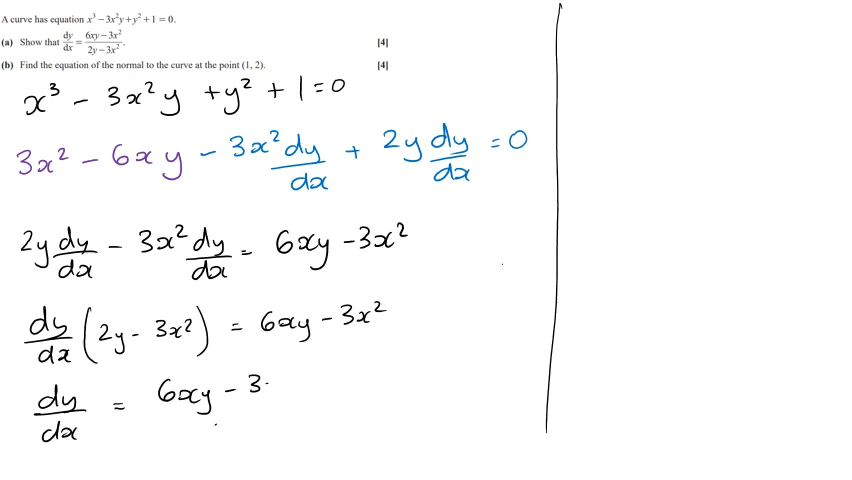 A curve has equation x³ − 3x²y + y² + 1 = 0.
(a) Show that dy/dx = (6xy − 3x²)/(2y − 3x²). [4]
(b) Find the equation of the normal to the curve at the point (1, 2). [4]
x³ − 3x²y + y² + 1 = 0
3x² − 6xy − 3x² dy/dx + 2y dy/dx = 0
2y dy/dx − 3x² dy/dx = 6xy − 3x²
dy/dx (2y − 3x²) = 6xy − 3x²
dy/dx = 6xy − 3